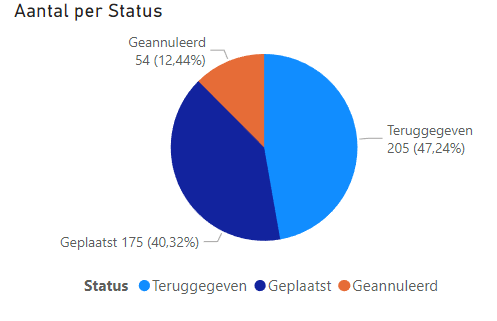 Aantal per Status
Geannuleerd
54 (12,44%)
Teruggegeven
205 (47,24%)
Geplaatst 175 (40,32%)
Status Teruggegeven Geplaatst Geannuleerd